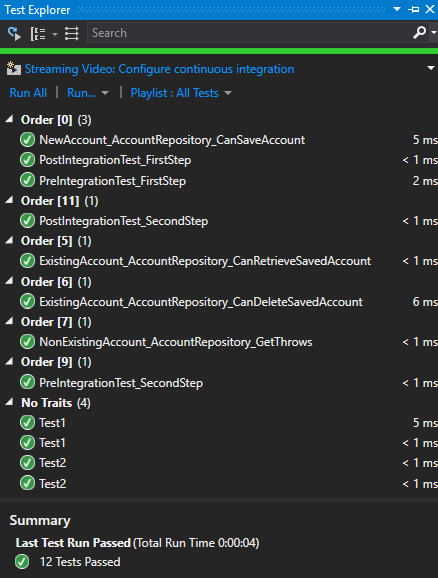 Test Explorer
Search
Streaming Video: Configure continuous integration
Run All | Run... Playlist : All Tests
Order [0] (3)
NewAccount_AccountRepository_CanSaveAccount 5 ms
PostIntegrationTest_FirstStep < 1 ms
PreIntegrationTest_FirstStep 2 ms
Order [11] (1)
PostIntegrationTest_SecondStep < 1 ms
Order [5] (1)
ExistingAccount_AccountRepository_CanRetrieveSavedAccount < 1 ms
Order [6] (1)
ExistingAccount_AccountRepository_CanDeleteSavedAccount 6 ms
Order [7] (1)
NonExistingAccount_AccountRepository_GetThrows < 1 ms
Order [9] (1)
PreIntegrationTest_SecondStep < 1 ms
No Traits (4)
Test1 5 ms
Test1 < 1 ms
Test2 < 1 ms
Test2 < 1 ms
Summary
Last Test Run Passed (Total Run Time 0:00:04)
12 Tests Passed